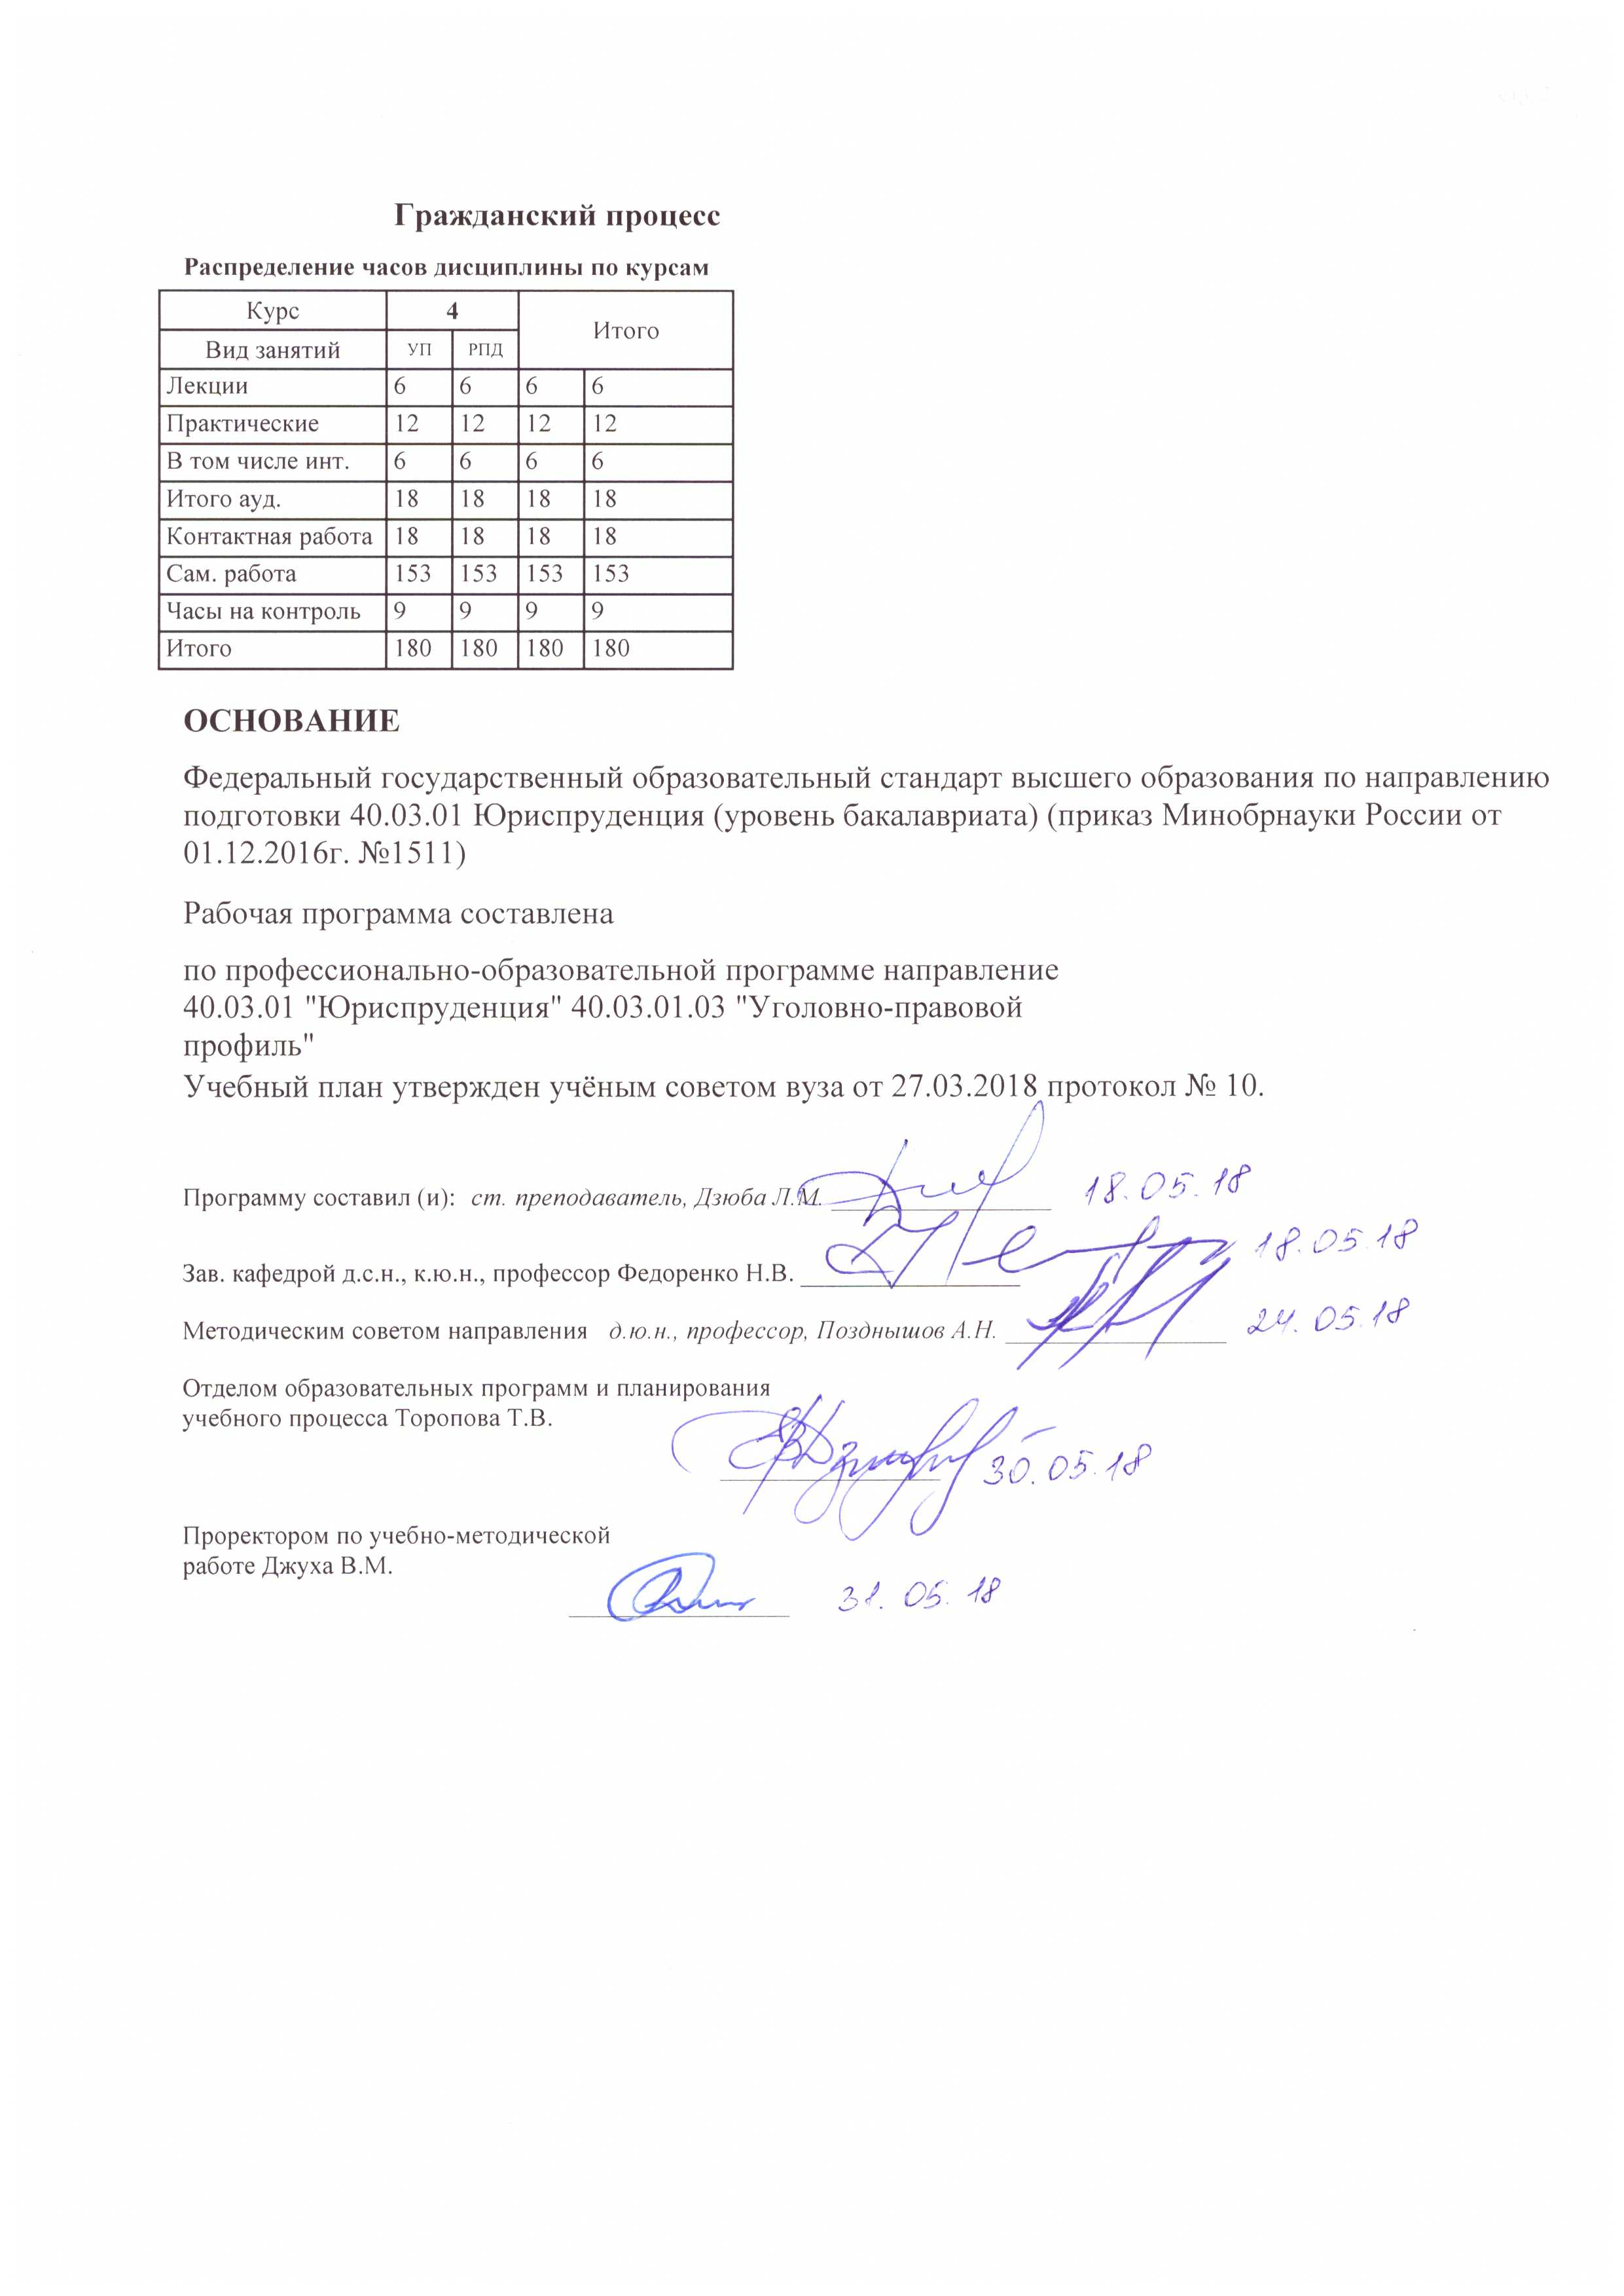 Гражданский процесс
Распределение часов дисциплины по курсам
Курс 4 Итого
Вид занятий УП РПД
Лекции 6 6 6 6
Практические 12 12 12 12
В том числе инт. 6 6 6 6
Итого ауд. 18 18 18 18
Контактная работа 18 18 18 18
Сам. работа 153 153 153 153
Часы на контроль 9 9 9 9
Итого 180 180 180 180
ОСНОВАНИЕ
Федеральный государственный образовательный стандарт высшего образования по направлению
подготовки 40.03.01 Юриспруденция (уровень бакалавриата) (приказ Минобрнауки России от
01.12.2016г. №1511)
Рабочая программа составлена
по профессионально-образовательной программе направление
40.03.01 "Юриспруденция" 40.03.01.03 "Уголовно-правовой
профиль"
Учебный план утвержден учёным советом вуза от 27.03.2018 протокол № 10.
Программу составил (и): ст. преподаватель, Дзюба Л.М. 18.05.18
Зав. кафедрой д.с.н., к.ю.н., профессор Федоренко Н.В. 18.05.18
Методическим советом направления д.ю.н., профессор, Позднышов А.Н. 24.05.18
Отделом образовательных программ и планирования
учебного процесса Торопова Т.В.
30.05.18
Проректором по учебно-методической
работе Джуха В.М.
31.05.18